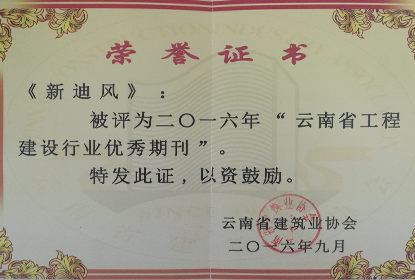 荣誉证书
《新迪风》:
被评为二〇一六年“云南省工程
建设行业优秀期刊”。
特发此证,以资鼓励。
云南省建筑业协会
二〇一六年九月